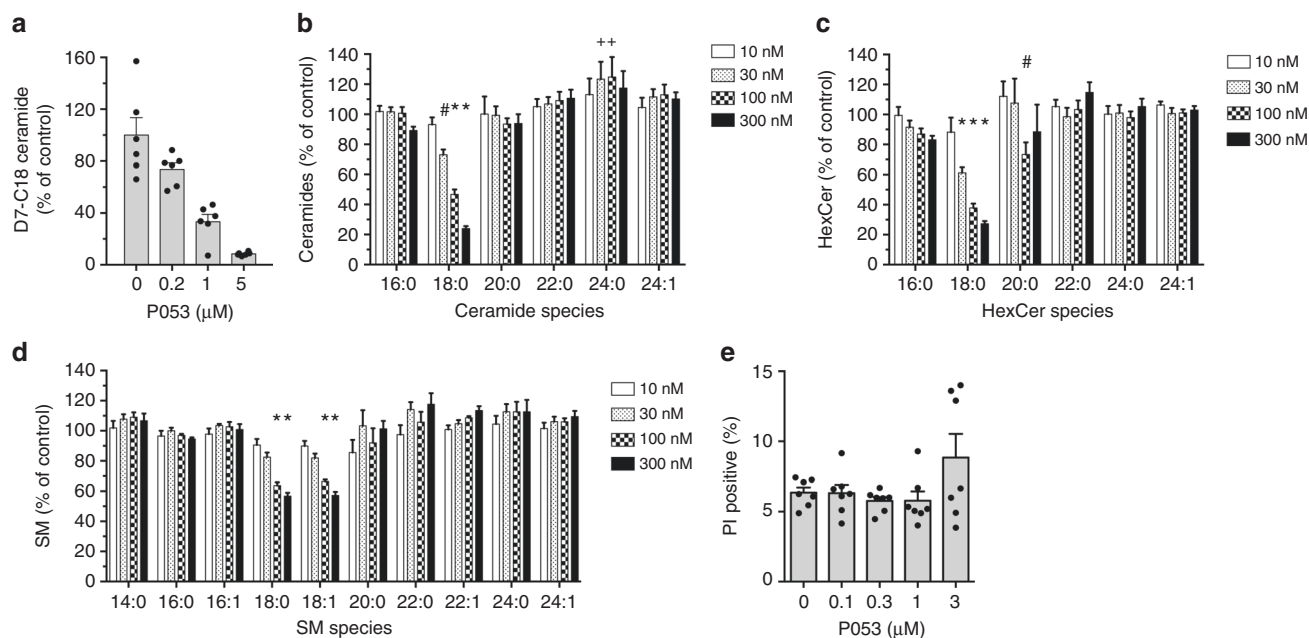 a
D7-C18 ceramide
(% of control)
160
120
80
40
0
0 0.2 1 5
P053 (μM)
b
Ceramides (% of control)
140
120
100
80
60
40
20
0
# * *
+ +
16:0 18:0 20:0 22:0 24:0 24:1
Ceramide species
10 nM
30 nM
100 nM
300 nM
c
HexCer (% of control)
140
120
100
80
60
40
20
0
* * *
#
16:0 18:0 20:0 22:0 24:0 24:1
HexCer species
10 nM
30 nM
100 nM
300 nM
d
SM (% of control)
140
120
100
80
60
40
20
0
* *
* *
14:0 16:0 16:1 18:0 18:1 20:0 22:0 22:1 24:0 24:1
SM species
10 nM
30 nM
100 nM
300 nM
e
PI positive (%)
15
10
5
0
0 0.1 0.3 1 3
P053 (μM)